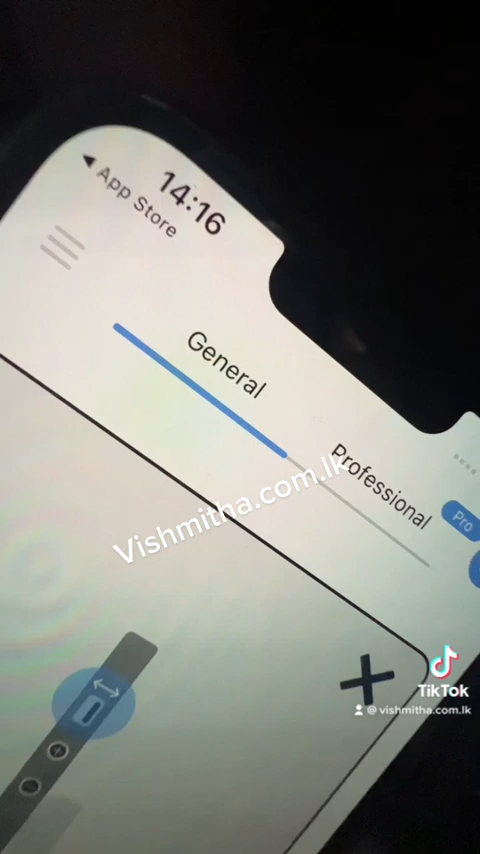 14:16
◀ App Store
General
Professional
Pro
Vishmitha.com.lk
TikTok
@ vishmitha.com.lk